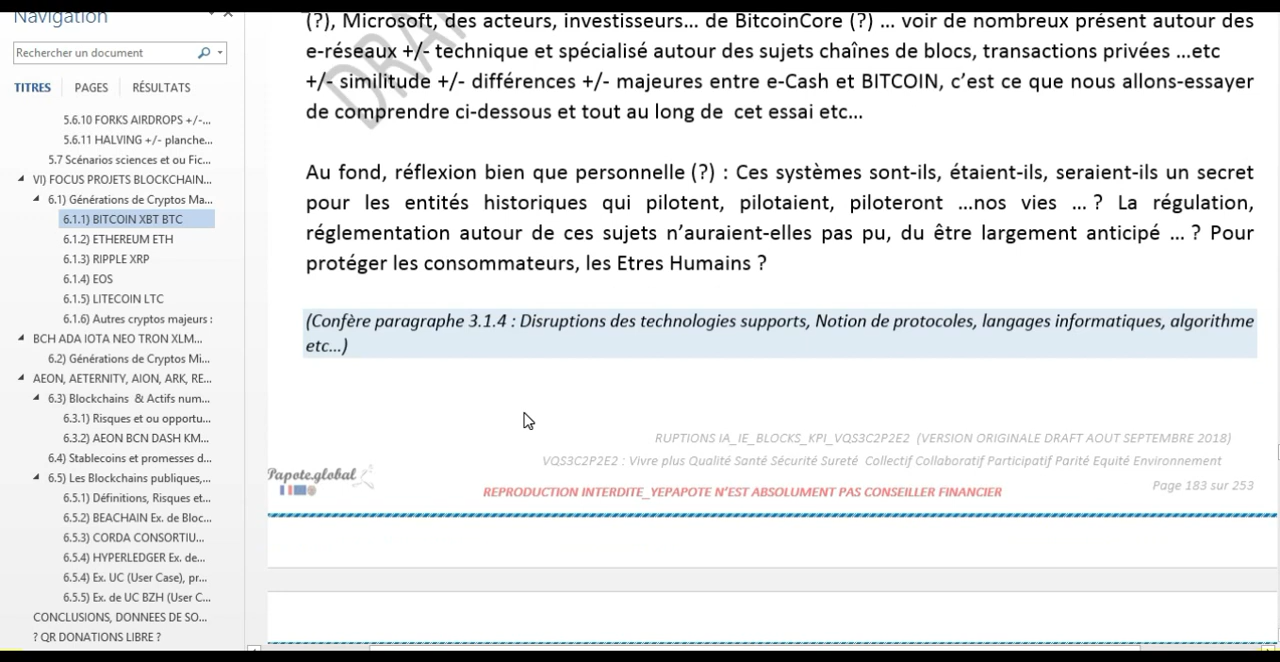 Navigation
Rechercher un document
TITRES PAGES RÉSULTATS
5.6.10 FORKS AIRDROPS +/-...
5.6.11 HALVING +/- planche...
5.7 Scénarios sciences et ou Fic...
VI) FOCUS PROJETS BLOCKCHAIN...
6.1) Générations de Cryptos Ma...
6.1.1) BITCOIN XBT BTC
6.1.2) ETHEREUM ETH
6.1.3) RIPPLE XRP
6.1.4) EOS
6.1.5) LITECOIN LTC
6.1.6) Autres cryptos majeurs :
BCH ADA IOTA NEO TRON XLM...
6.2) Générations de Cryptos Mi...
AEON, AETERNITY, AION, ARK, RE...
6.3) Blockchains & Actifs num...
6.3.1) Risques et ou opportu...
6.3.2) AEON BCN DASH KM...
6.4) Stablecoins et promesses d...
6.5) Les Blockchains publiques,...
6.5.1) Définitions, Risques et...
6.5.2) BEACHAIN Ex. de Bloc...
6.5.3) CORDA CONSORTIU...
6.5.4) HYPERLEDGER Ex. de...
6.5.4) Ex. UC (User Case), pr...
6.5.5) Ex. de UC BZH (User C...
CONCLUSIONS, DONNEES DE SO...
? QR DONATIONS LIBRE ?
(?), Microsoft, des acteurs, investisseurs... de BitcoinCore (?) ... voir de nombreux présent autour des
e-réseaux +/- technique et spécialisé autour des sujets chaînes de blocs, transactions privées ...etc
+/- similitude +/- différences +/- majeures entre e-Cash et BITCOIN, c’est ce que nous allons-essayer
de comprendre ci-dessous et tout au long de cet essai etc...
Au fond, réflexion bien que personnelle (?) : Ces systèmes sont-ils, étaient-ils, seraient-ils un secret
pour les entités historiques qui pilotent, pilotaient, piloteront ...nos vies ... ? La régulation,
réglementation autour de ces sujets n’auraient-elles pas pu, du être largement anticipé ... ? Pour
protéger les consommateurs, les Etres Humains ?
(Confère paragraphe 3.1.4 : Disruptions des technologies supports, Notion de protocoles, langages informatiques, algorithme
etc...)
RUPTIONS IA_IE_BLOCKS_KPI_VQS3C2P2E2 (VERSION ORIGINALE DRAFT AOUT SEPTEMBRE 2018)
VQS3C2P2E2 : Vivre plus Qualité Santé Sécurité Sureté Collectif Collaboratif Participatif Parité Equité Environnement
Papote.global
REPRODUCTION INTERDITE_YEPAPOTE N’EST ABSOLUMENT PAS CONSEILLER FINANCIER
Page 183 sur 253